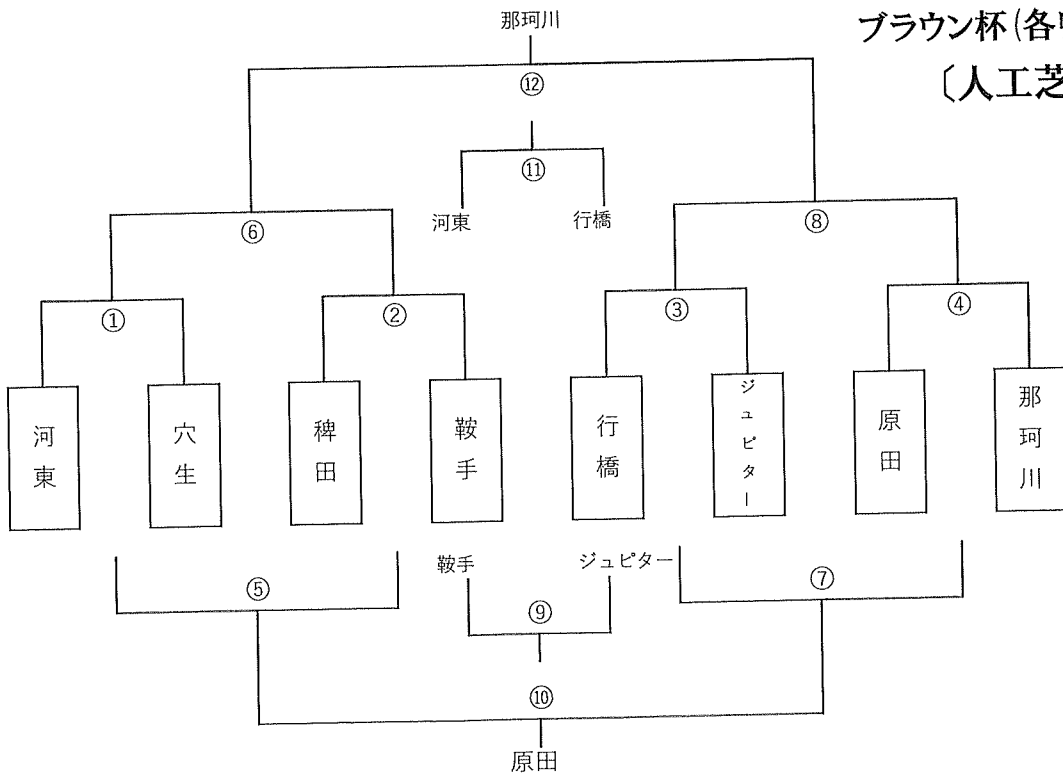 那珂川
ブラウン杯(各
〔人工芝
⑫
⑪
河東 行橋
⑥ ⑧
① ② ③ ④
河東
穴生
稗田
鞍手
行橋
ジュピター
原田
那珂川
鞍手 ジュピター
⑤ ⑨ ⑦
⑩
原田